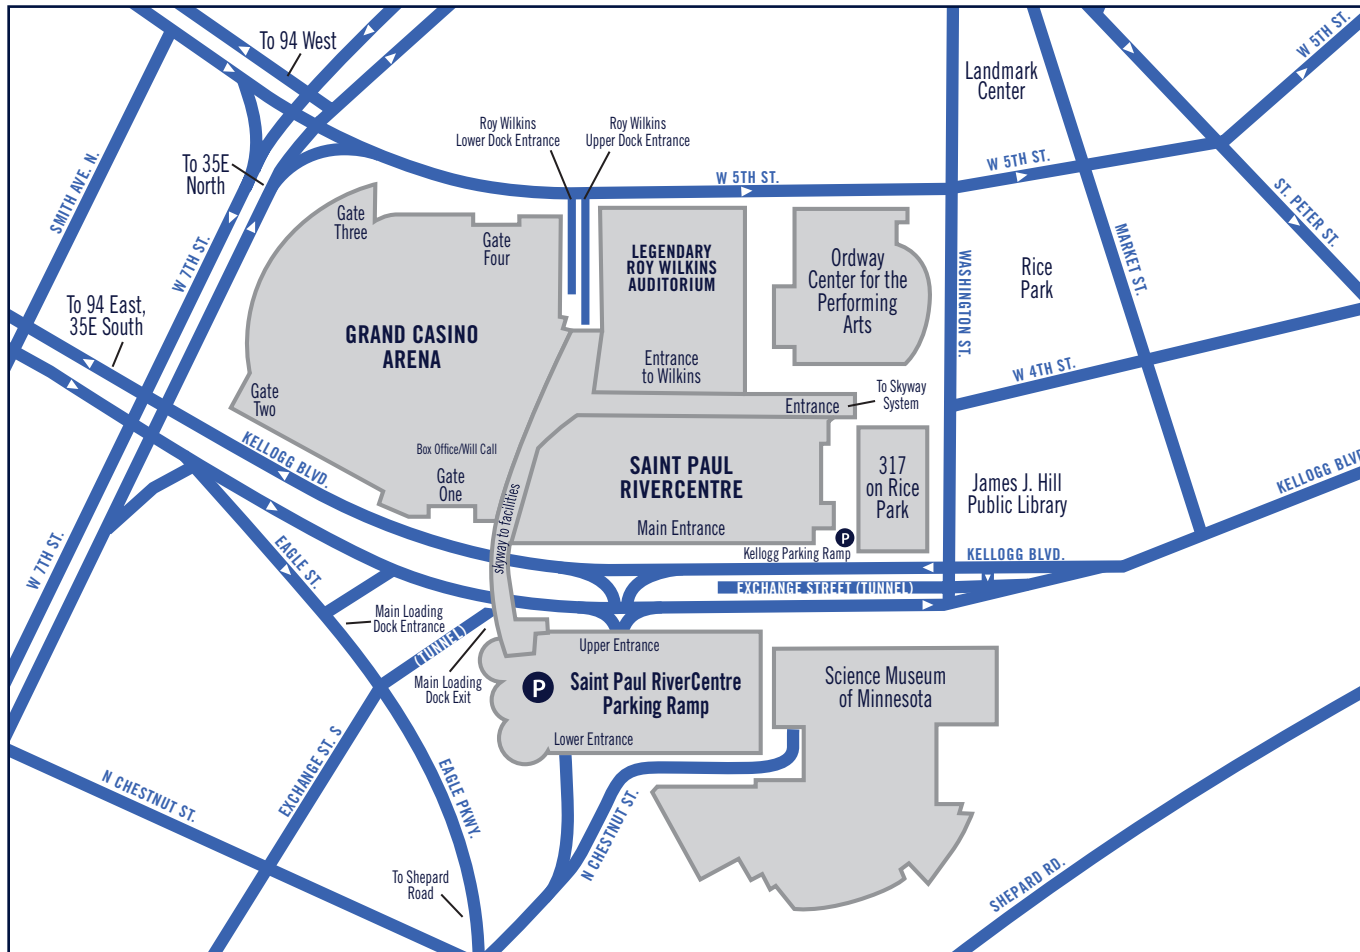 To 94 West
W 5TH ST.
Landmark
Center
Roy Wilkins
Lower Dock Entrance
Roy Wilkins
Upper Dock Entrance
SMITH AVE. N.
To 35E
North
W 5TH ST.
W 5TH ST.
ST. PETER ST.
Gate
Three
Gate
Four
LEGENDARY
ROY WILKINS
AUDITORIUM
Ordway
Center for the
Performing
Arts
WASHINGTON ST.
Rice
Park
MARKET ST.
W 7TH ST.
To 94 East,
35E South
GRAND CASINO
ARENA
Entrance
to Wilkins
W 4TH ST.
Gate
Two
Entrance
To Skyway
System
KELLOGG BLVD.
Box Office/Will Call
Gate
One
skyway to facilities
SAINT PAUL
RIVERCENTRE
Main Entrance
317
on Rice
Park
James J. Hill
Public Library
KELLOGG BLVD
P
Kellogg Parking Ramp
KELLOGG BLVD.
W 7TH ST.
EAGLE ST.
EXCHANGE STREET (TUNNEL)
Main Loading
Dock Entrance
(TUNNEL)
Main Loading
Dock Exit
Upper Entrance
P
Saint Paul RiverCentre
Parking Ramp
Lower Entrance
Science Museum
of Minnesota
EXCHANGE ST. S
N CHESTNUT ST.
EAGLE PKWY.
N CHESTNUT ST.
To Shepard
Road
SHEPARD RD.